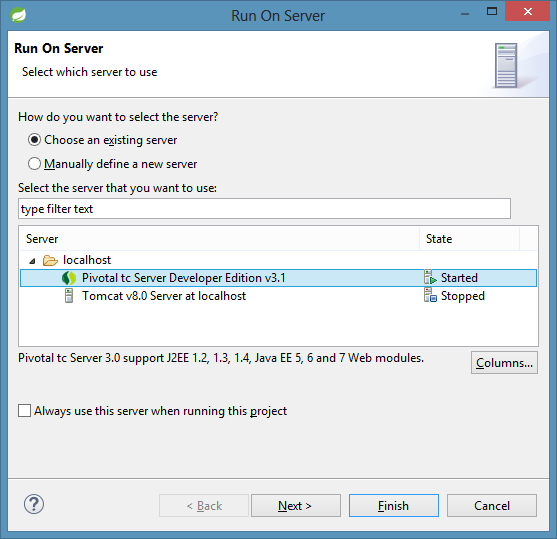 Run On Server
Run On Server
Select which server to use
How do you want to select the server?
Choose an existing server
Manually define a new server
Select the server that you want to use:
type filter text
Server State
localhost
Pivotal tc Server Developer Edition v3.1 Started
Tomcat v8.0 Server at localhost Stopped
Pivotal tc Server 3.0 support J2EE 1.2, 1.3, 1.4, Java EE 5, 6 and 7 Web modules.
Columns...
Always use this server when running this project
? < Back Next > Finish Cancel